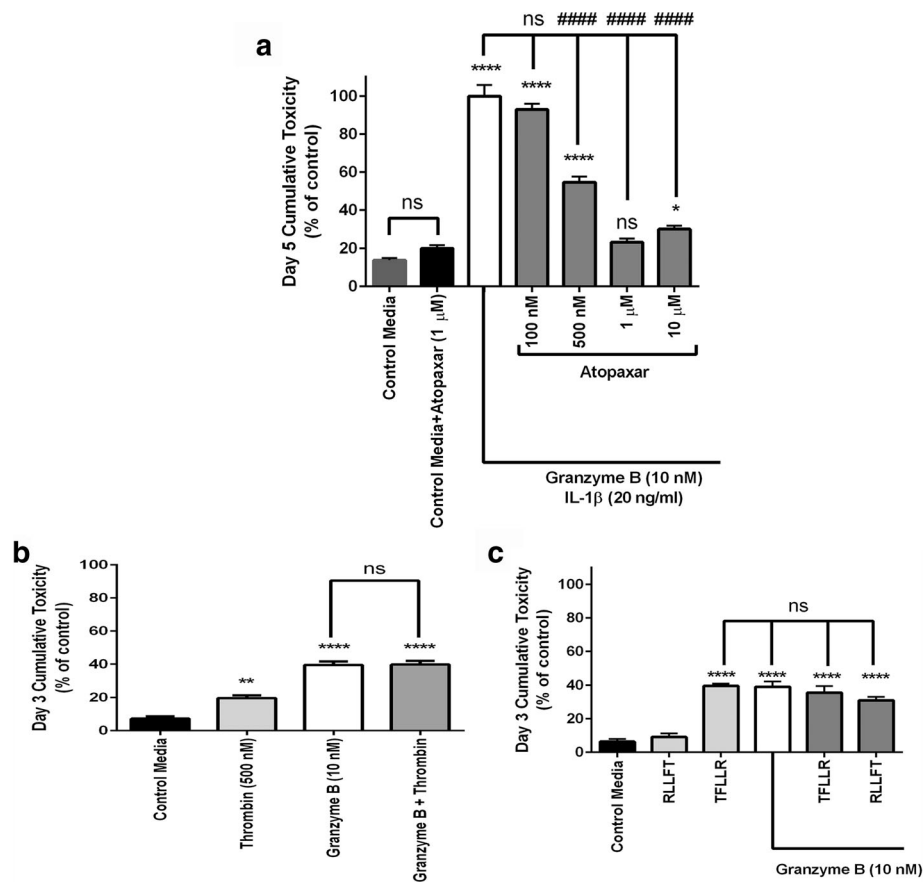 a
ns #### #### ####
**** ****
****
ns
*
ns
Day 5 Cumulative Toxicity
(% of control)
100
80
60
40
20
0
Control Media
Control Media+Atopaxar (1 μM)
100 nM
500 nM
1 μM
10 μM
Atopaxar
Granzyme B (10 nM)
IL-1β (20 ng/ml)
b
ns
**
****
****
Day 3 Cumulative Toxicity
(% of control)
100
80
60
40
20
0
Control Media
Thrombin (500 nM)
Granzyme B (10 nM)
Granzyme B + Thrombin
c
ns
**** **** **** ****
Day 3 Cumulative Toxicity
(% of control)
100
80
60
40
20
0
Control Media
RLLFT
TFLLR
TFLLR
RLLFT
Granzyme B (10 nM)